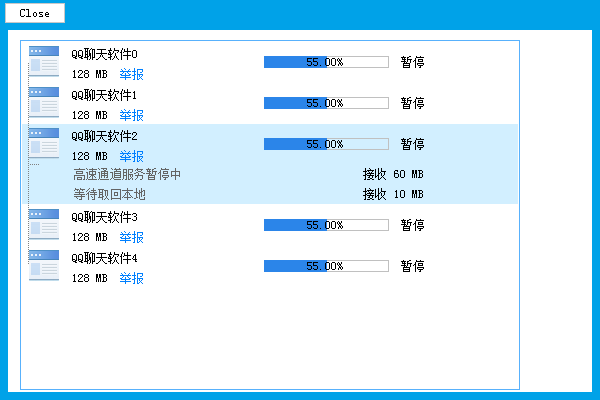 Close
QQ聊天软件0
55.00% 暂停
128 MB 举报
QQ聊天软件1
55.00% 暂停
128 MB 举报
QQ聊天软件2
55.00% 暂停
128 MB 举报
高速通道服务暂停中 接收 60 MB
等待取回本地 接收 10 MB
QQ聊天软件3
55.00% 暂停
128 MB 举报
QQ聊天软件4
55.00% 暂停
128 MB 举报